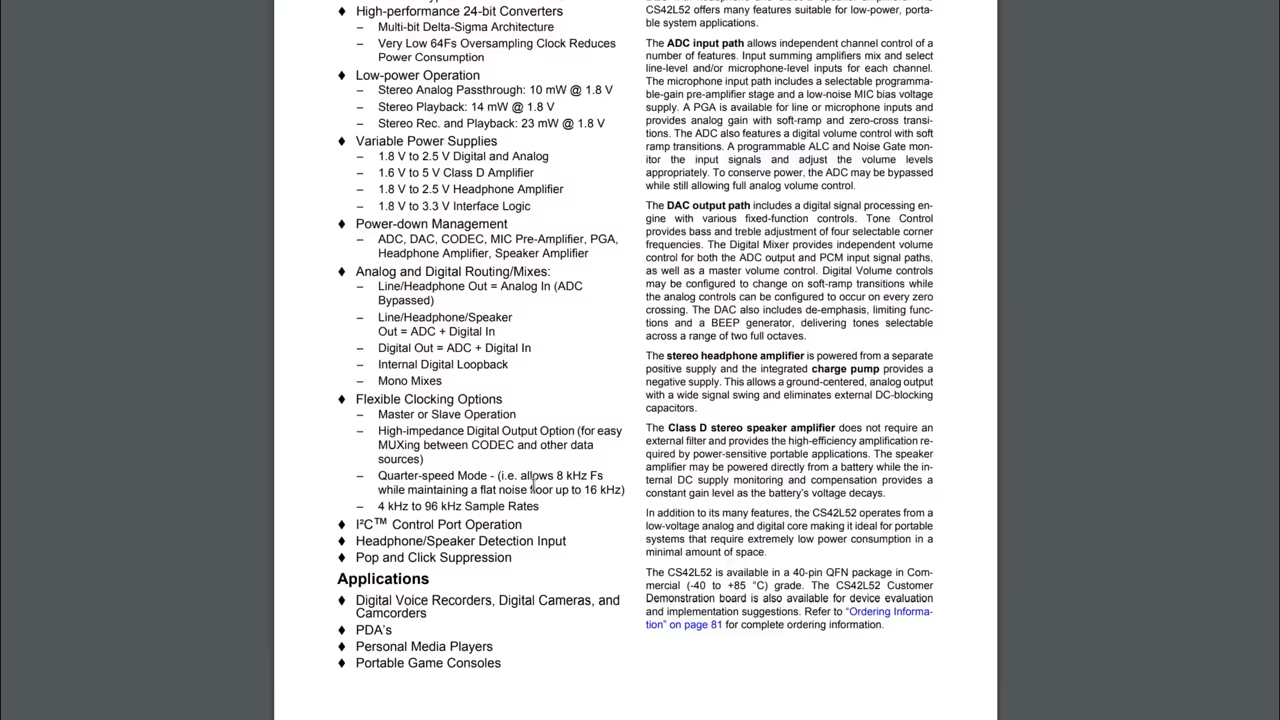 ♦ High-performance 24-bit Converters
– Multi-bit Delta-Sigma Architecture
– Very Low 64Fs Oversampling Clock Reduces
Power Consumption
♦ Low-power Operation
– Stereo Analog Passthrough: 10 mW @ 1.8 V
– Stereo Playback: 14 mW @ 1.8 V
– Stereo Rec. and Playback: 23 mW @ 1.8 V
♦ Variable Power Supplies
– 1.8 V to 2.5 V Digital and Analog
– 1.6 V to 5 V Class D Amplifier
– 1.8 V to 2.5 V Headphone Amplifier
– 1.8 V to 3.3 V Interface Logic
♦ Power-down Management
– ADC, DAC, CODEC, MIC Pre-Amplifier, PGA,
Headphone Amplifier, Speaker Amplifier
♦ Analog and Digital Routing/Mixes:
– Line/Headphone Out = Analog In (ADC
Bypassed)
– Line/Headphone/Speaker
Out = ADC + Digital In
– Digital Out = ADC + Digital In
– Internal Digital Loopback
– Mono Mixes
♦ Flexible Clocking Options
– Master or Slave Operation
– High-impedance Digital Output Option (for easy
MUXing between CODEC and other data
sources)
– Quarter-speed Mode - (i.e. allows 8 kHz Fs
while maintaining a flat noise floor up to 16 kHz)
– 4 kHz to 96 kHz Sample Rates
♦ I²C™ Control Port Operation
♦ Headphone/Speaker Detection Input
♦ Pop and Click Suppression
Applications
♦ Digital Voice Recorders, Digital Cameras, and
Camcorders
♦ PDA's
♦ Personal Media Players
♦ Portable Game Consoles
CS42L52 offers many features suitable for low-power, porta-
ble system applications.
The ADC input path allows independent channel control of a
number of features. Input summing amplifiers mix and select
line-level and/or microphone-level inputs for each channel.
The microphone input path includes a selectable programma-
ble-gain pre-amplifier stage and a low-noise MIC bias voltage
supply. A PGA is available for line or microphone inputs and
provides analog gain with soft-ramp and zero-cross transi-
tions. The ADC also features a digital volume control with soft
ramp transitions. A programmable ALC and Noise Gate mon-
itor the input signals and adjust the volume levels
appropriately. To conserve power, the ADC may be bypassed
while still allowing full analog volume control.
The DAC output path includes a digital signal processing en-
gine with various fixed-function controls. Tone Control
provides bass and treble adjustment of four selectable corner
frequencies. The Digital Mixer provides independent volume
control for both the ADC output and PCM input signal paths,
as well as a master volume control. Digital Volume controls
may be configured to change on soft-ramp transitions while
the analog controls can be configured to occur on every zero
crossing. The DAC also includes de-emphasis, limiting func-
tions and a BEEP generator, delivering tones selectable
across a range of two full octaves.
The stereo headphone amplifier is powered from a separate
positive supply and the integrated charge pump provides a
negative supply. This allows a ground-centered, analog output
with a wide signal swing and eliminates external DC-blocking
capacitors.
The Class D stereo speaker amplifier does not require an
external filter and provides the high-efficiency amplification re-
quired by power-sensitive portable applications. The speaker
amplifier may be powered directly from a battery while the in-
ternal DC supply monitoring and compensation provides a
constant gain level as the battery's voltage decays.
In addition to its many features, the CS42L52 operates from a
low-voltage analog and digital core making it ideal for portable
systems that require extremely low power consumption in a
minimal amount of space.
The CS42L52 is available in a 40-pin QFN package in Com-
mercial (-40 to +85 °C) grade. The CS42L52 Customer
Demonstration board is also available for device evaluation
and implementation suggestions. Refer to "Ordering Informa-
tion" on page 81 for complete ordering information.